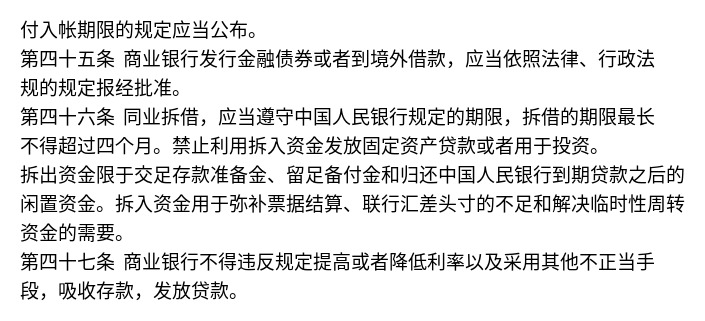 付入帐期限的规定应当公布。
第四十五条 商业银行发行金融债券或者到境外借款，应当依照法律、行政法
规的规定报经批准。
第四十六条 同业拆借，应当遵守中国人民银行规定的期限，拆借的期限最长
不得超过四个月。禁止利用拆入资金发放固定资产贷款或者用于投资。
拆出资金限于交足存款准备金、留足备付金和归还中国人民银行到期贷款之后的
闲置资金。拆入资金用于弥补票据结算、联行汇差头寸的不足和解决临时性周转
资金的需要。
第四十七条 商业银行不得违反规定提高或者降低利率以及采用其他不正当手
段，吸收存款，发放贷款。